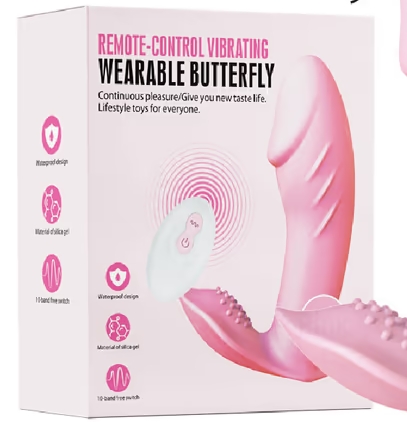 REMOTE-CONTROL VIBRATING
WEARABLE BUTTERFLY
Continuous pleasure/Give you new taste life.
Lifestyle toys for everyone.
Waterproof design
Material of silica gel
10-band free switch
Waterproof design
Material of silica gel
10-band free switch